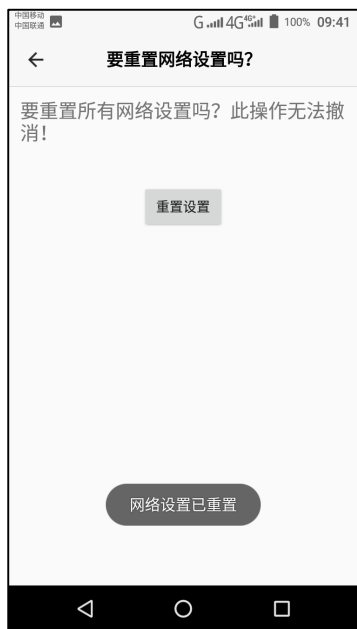 中国移动
中国联通
G 4G 4G 100% 09:41
要重置网络设置吗？
要重置所有网络设置吗？此操作无法撤
消！
重置设置
网络设置已重置